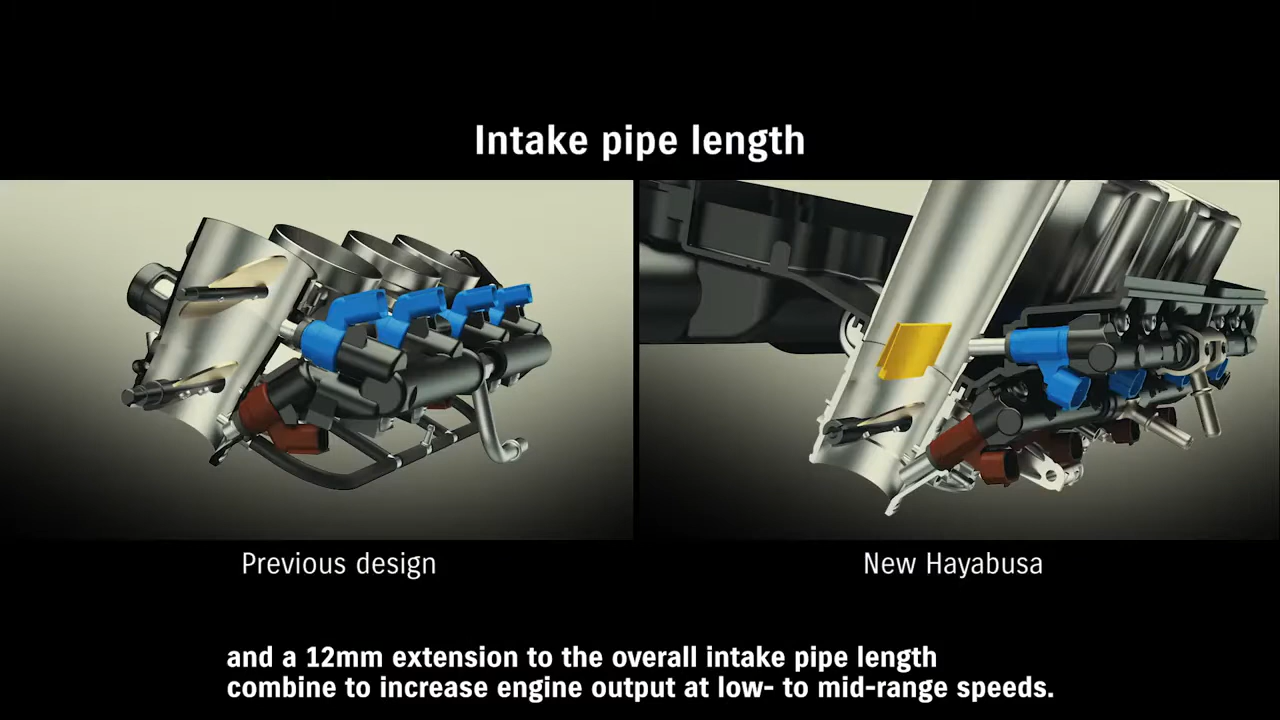 Intake pipe length
Previous design
New Hayabusa
and a 12mm extension to the overall intake pipe length
combine to increase engine output at low- to mid-range speeds.